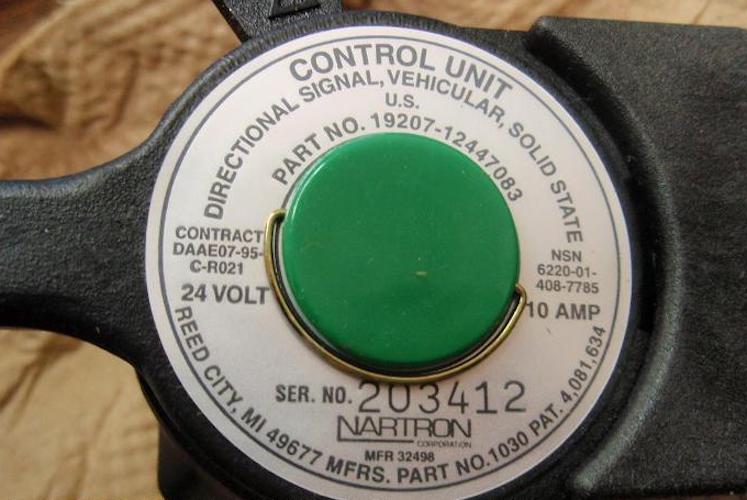 CONTROL UNIT
DIRECTIONAL SIGNAL, VEHICULAR, SOLID STATE
U.S.
PART NO. 19207-12447083
CONTRACT
DAAE07-95-
C-R021
NSN
6220-01-
408-7785
24 VOLT
10 AMP
SER. NO. 203412
NARTRON
CORPORATION
MFR 32498
REED CITY, MI 49677 MFRS. PART NO.1030 PAT. 4,081,634